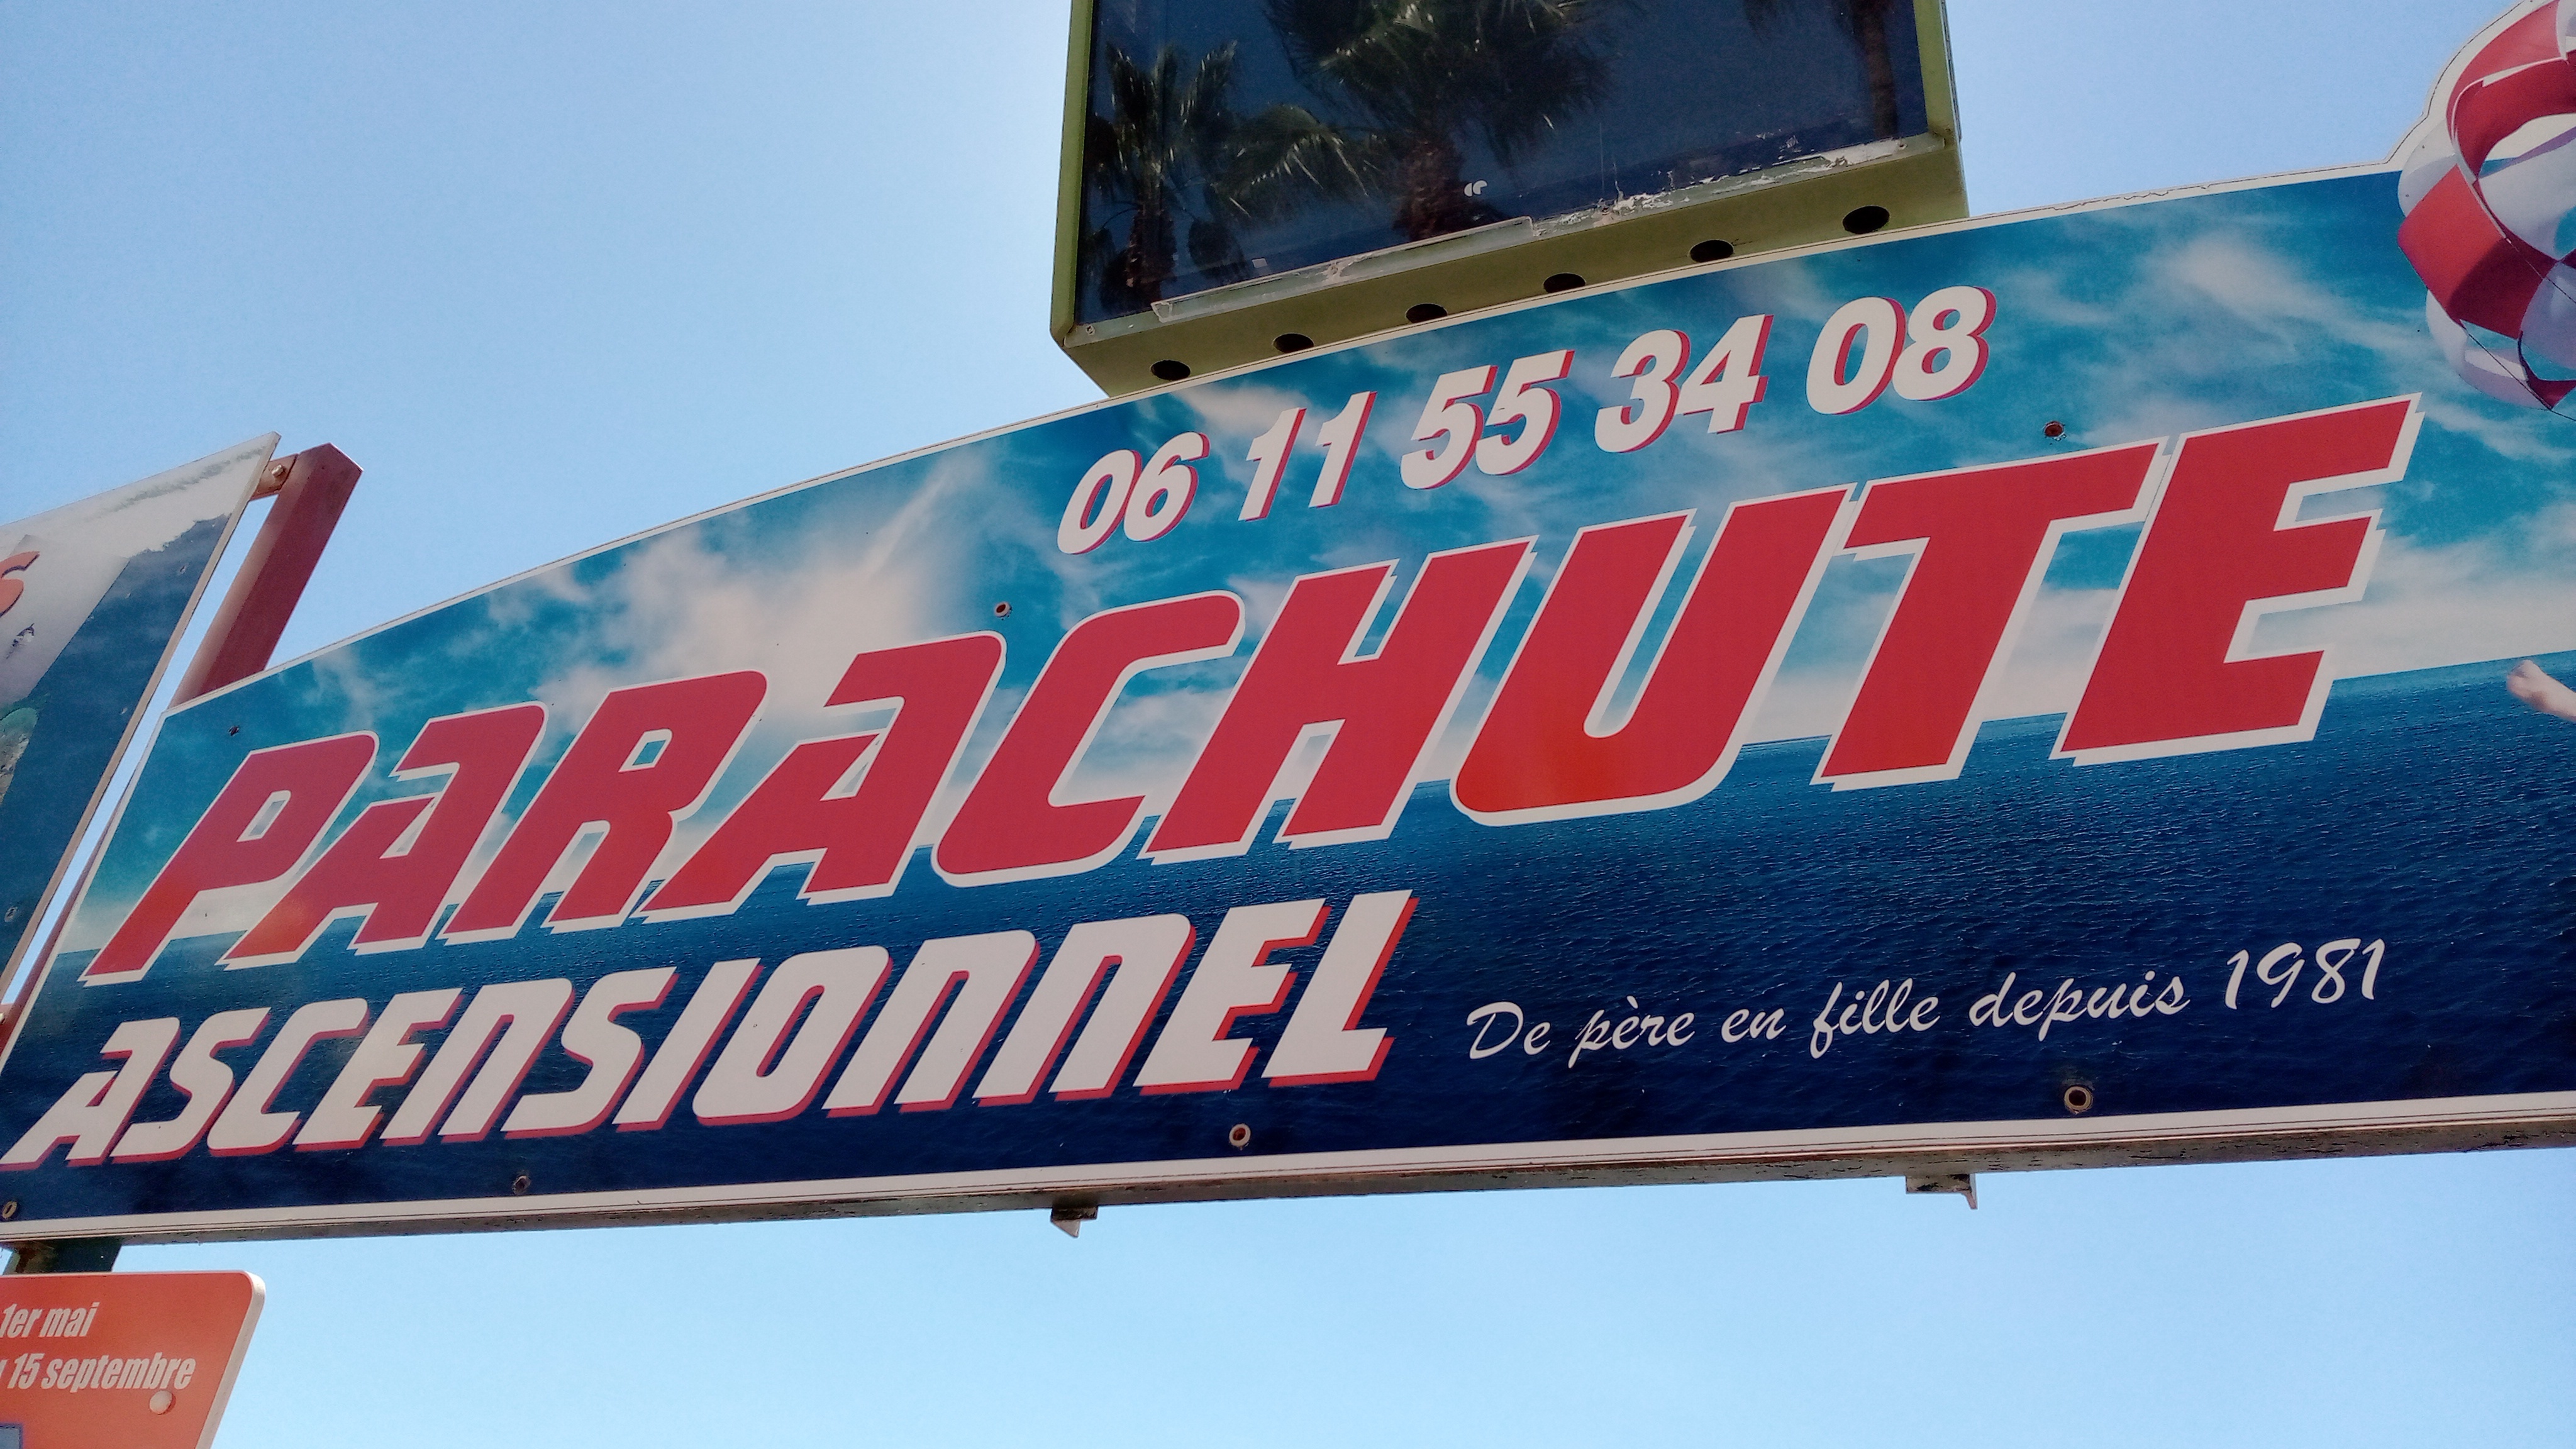 06 11 55 34 08
PARACHUTE
ASCENSIONNEL
De père en fille depuis 1981
1er mai
15 septembre